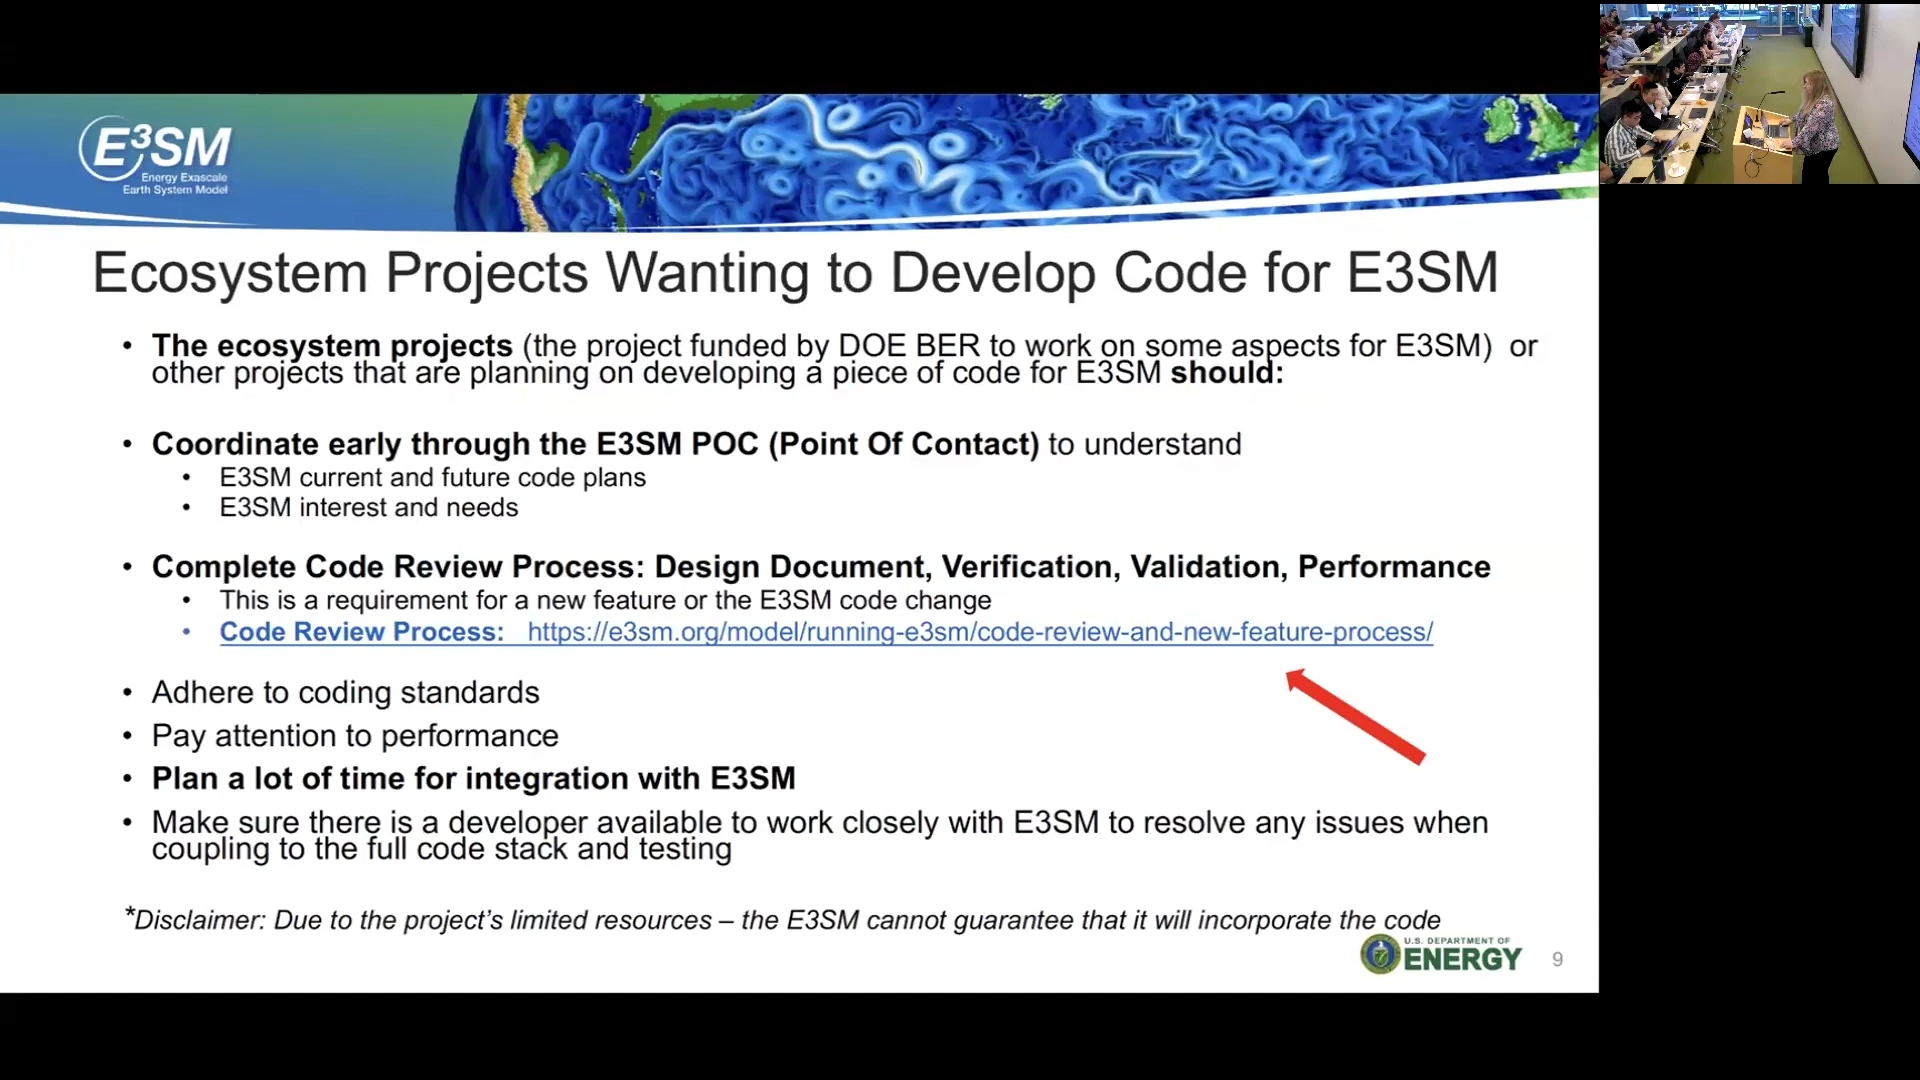 E³SM
Energy Exascale
Earth System Model
Ecosystem Projects Wanting to Develop Code for E3SM
• The ecosystem projects (the project funded by DOE BER to work on some aspects for E3SM) or
other projects that are planning on developing a piece of code for E3SM should:
• Coordinate early through the E3SM POC (Point Of Contact) to understand
• E3SM current and future code plans
• E3SM interest and needs
• Complete Code Review Process: Design Document, Verification, Validation, Performance
• This is a requirement for a new feature or the E3SM code change
• Code Review Process: https://e3sm.org/model/running-e3sm/code-review-and-new-feature-process/
• Adhere to coding standards
• Pay attention to performance
• Plan a lot of time for integration with E3SM
• Make sure there is a developer available to work closely with E3SM to resolve any issues when
coupling to the full code stack and testing
*Disclaimer: Due to the project's limited resources – the E3SM cannot guarantee that it will incorporate the code
U.S. DEPARTMENT OF
ENERGY
9